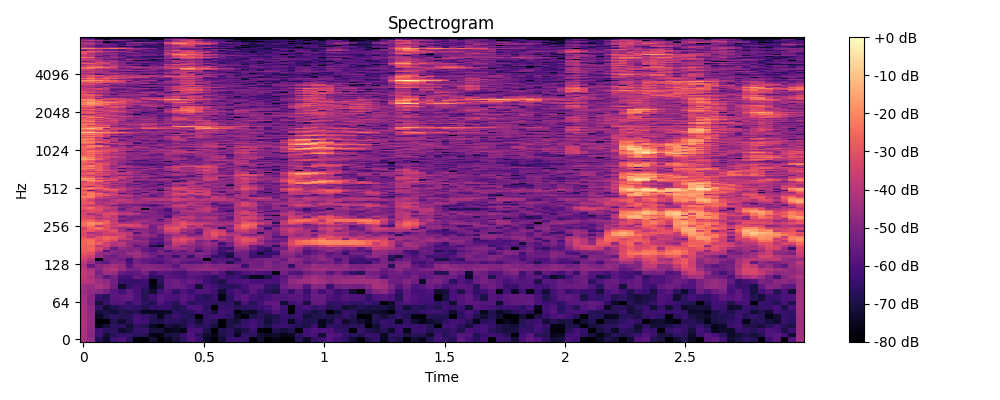 Spectrogram
4096
2048
1024
512
256
128
64
0
Hz
0
0.5
1
1.5
2
2.5
Time
+0 dB
-10 dB
-20 dB
-30 dB
-40 dB
-50 dB
-60 dB
-70 dB
-80 dB